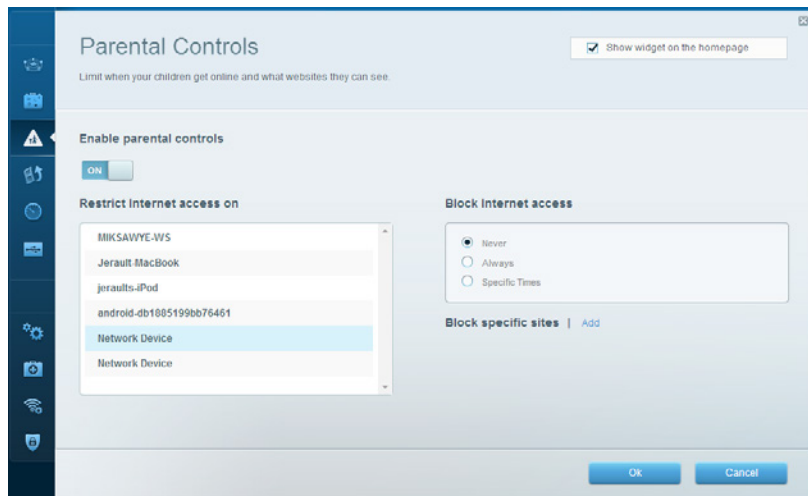 Parental Controls
Show widget on the homepage
Limit when your children get online and what websites they can see.
Enable parental controls
ON
Restrict Internet access on
MIKSAWYE-WS
Jerault-MacBook
jeraults-iPod
android-db1885199bb76461
Network Device
Network Device
Block Internet access
Never
Always
Specific Times
Block specific sites | Add
Ok
Cancel